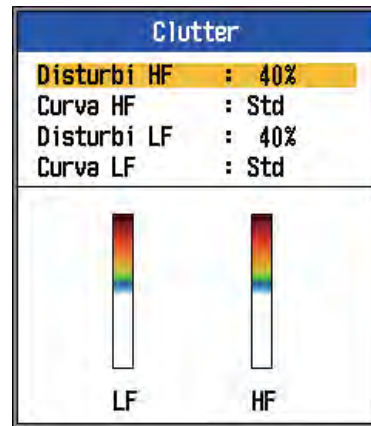 Clutter
Disturbi HF : 40%
Curva HF : Std
Disturbi LF : 40%
Curva LF : Std
LF HF